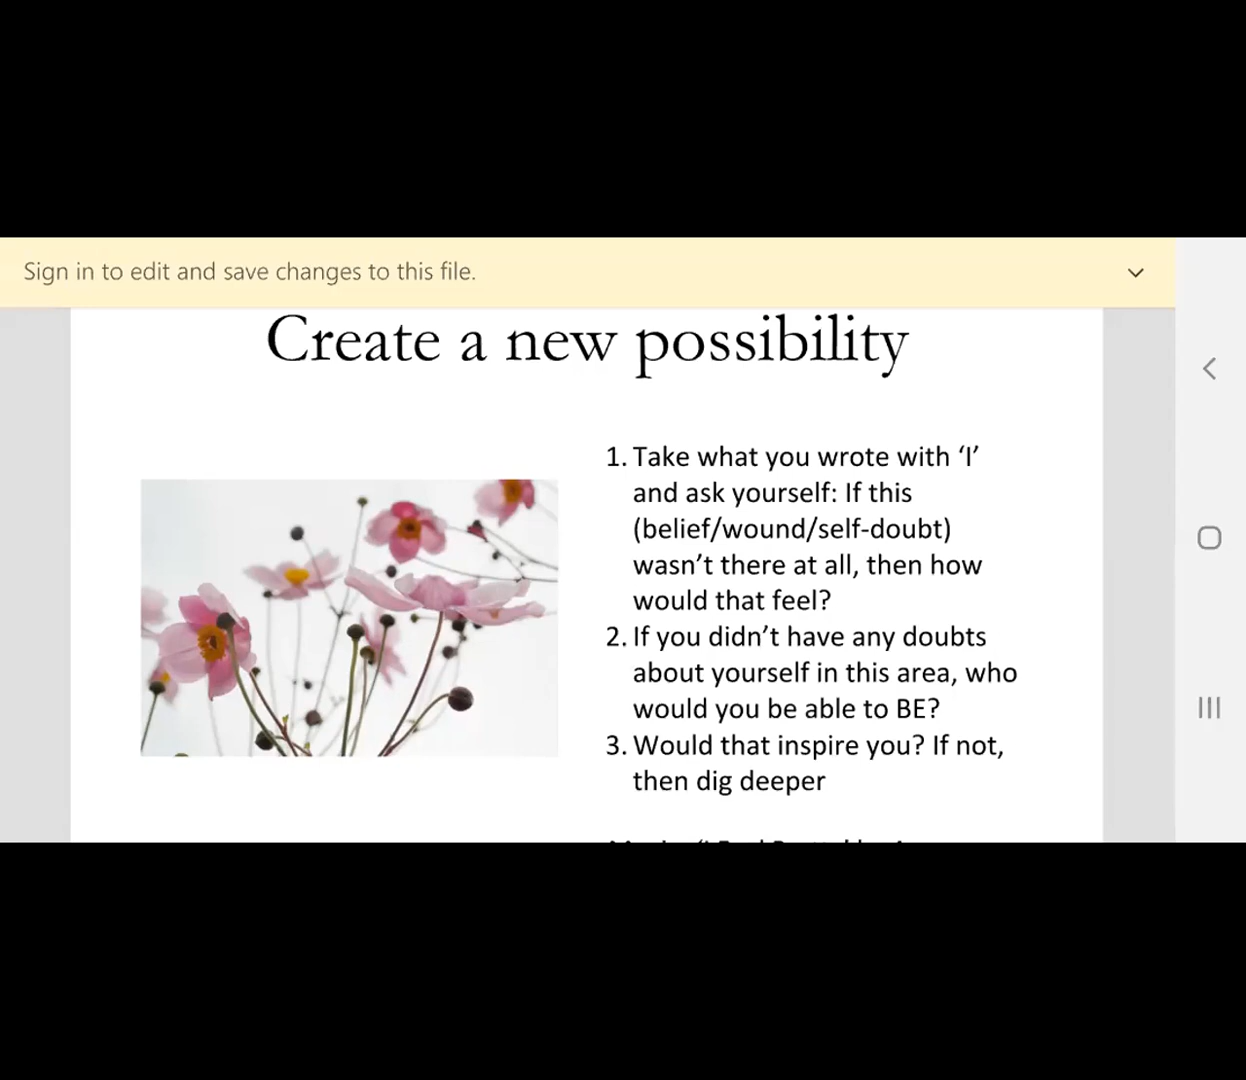 Sign in to edit and save changes to this file.
Create a new possibility
1. Take what you wrote with ‘I’
and ask yourself: If this
(belief/wound/self-doubt)
wasn’t there at all, then how
would that feel?
2. If you didn’t have any doubts
about yourself in this area, who
would you be able to BE?
3. Would that inspire you? If not,
then dig deeper